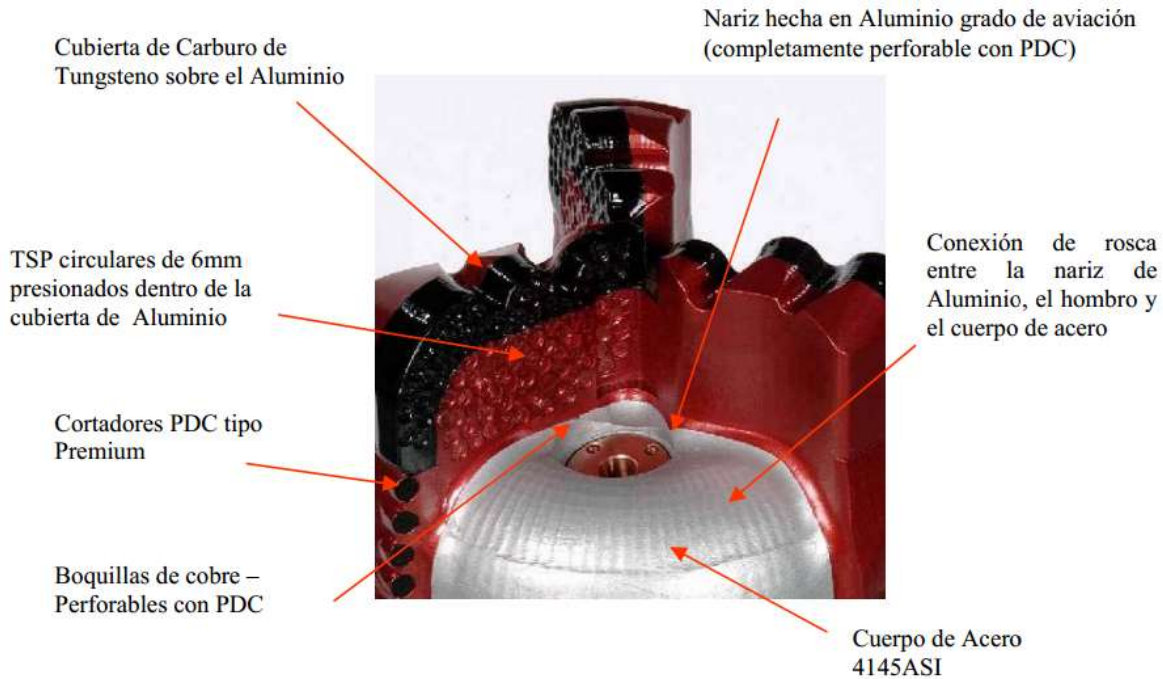 Nariz hecha en Aluminio grado de aviación
(completamente perforable con PDC)
Cubierta de Carburo de
Tungsteno sobre el Aluminio
TSP circulares de 6mm
presionados dentro de la
cubierta de Aluminio
Conexión de rosca
entre la nariz de
Aluminio, el hombro y
el cuerpo de acero
Cortadores PDC tipo
Premium
Boquillas de cobre –
Perforables con PDC
Cuerpo de Acero
4145ASI